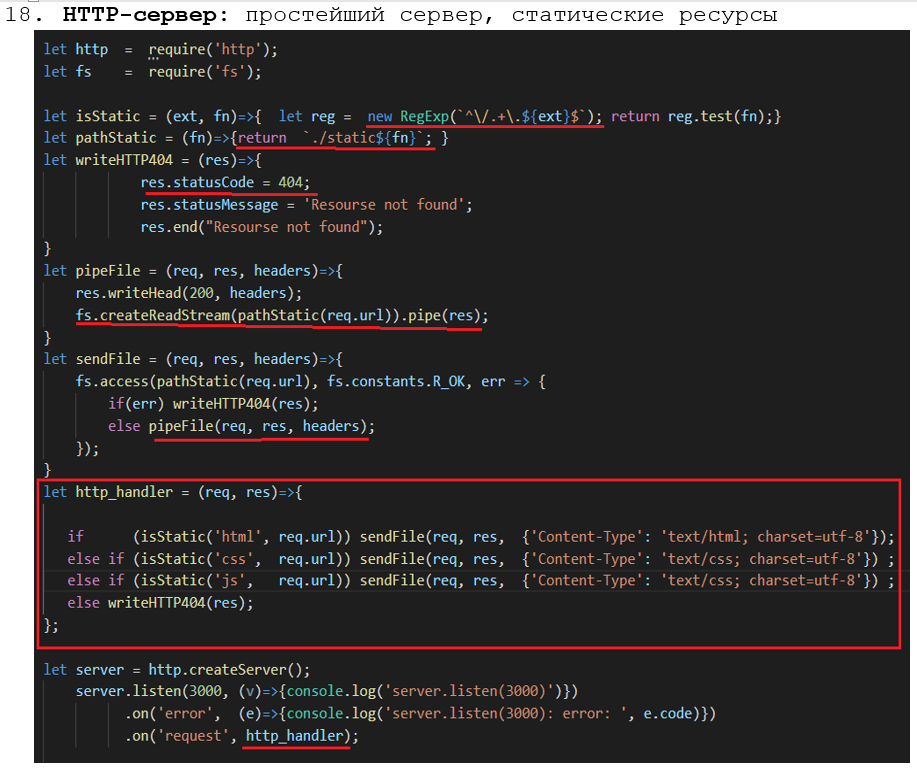 18. HTTP-сервер: простейший сервер, статические ресурсы
let http  =  require('http');
let fs    =  require('fs');
let isStatic = (ext, fn)=>{  let reg =  new RegExp(`^\/.+\.${ext}$`); return reg.test(fn);}
let pathStatic = (fn)=>{return  `./static${fn}`; }
let writeHTTP404 = (res)=>{
            res.statusCode = 404;
            res.statusMessage = 'Resourse not found';
            res.end("Resourse not found");
}
let pipeFile = (req, res, headers)=>{
    res.writeHead(200, headers);
    fs.createReadStream(pathStatic(req.url)).pipe(res);
}
let sendFile = (req, res, headers)=>{
    fs.access(pathStatic(req.url), fs.constants.R_OK, err => {
        if(err) writeHTTP404(res);
        else pipeFile(req, res, headers);
    });
}
let http_handler = (req, res)=>{
   if      (isStatic('html', req.url)) sendFile(req, res,  {'Content-Type': 'text/html; charset=utf-8'});
   else if (isStatic('css',  req.url)) sendFile(req, res,  {'Content-Type': 'text/css; charset=utf-8'}) ;
   else if (isStatic('js',   req.url)) sendFile(req, res,  {'Content-Type': 'text/css; charset=utf-8'}) ;
   else writeHTTP404(res);
};
let server = http.createServer();
    server.listen(3000, (v)=>{console.log('server.listen(3000)')})
          .on('error',  (e)=>{console.log('server.listen(3000): error: ', e.code)})
          .on('request', http_handler);